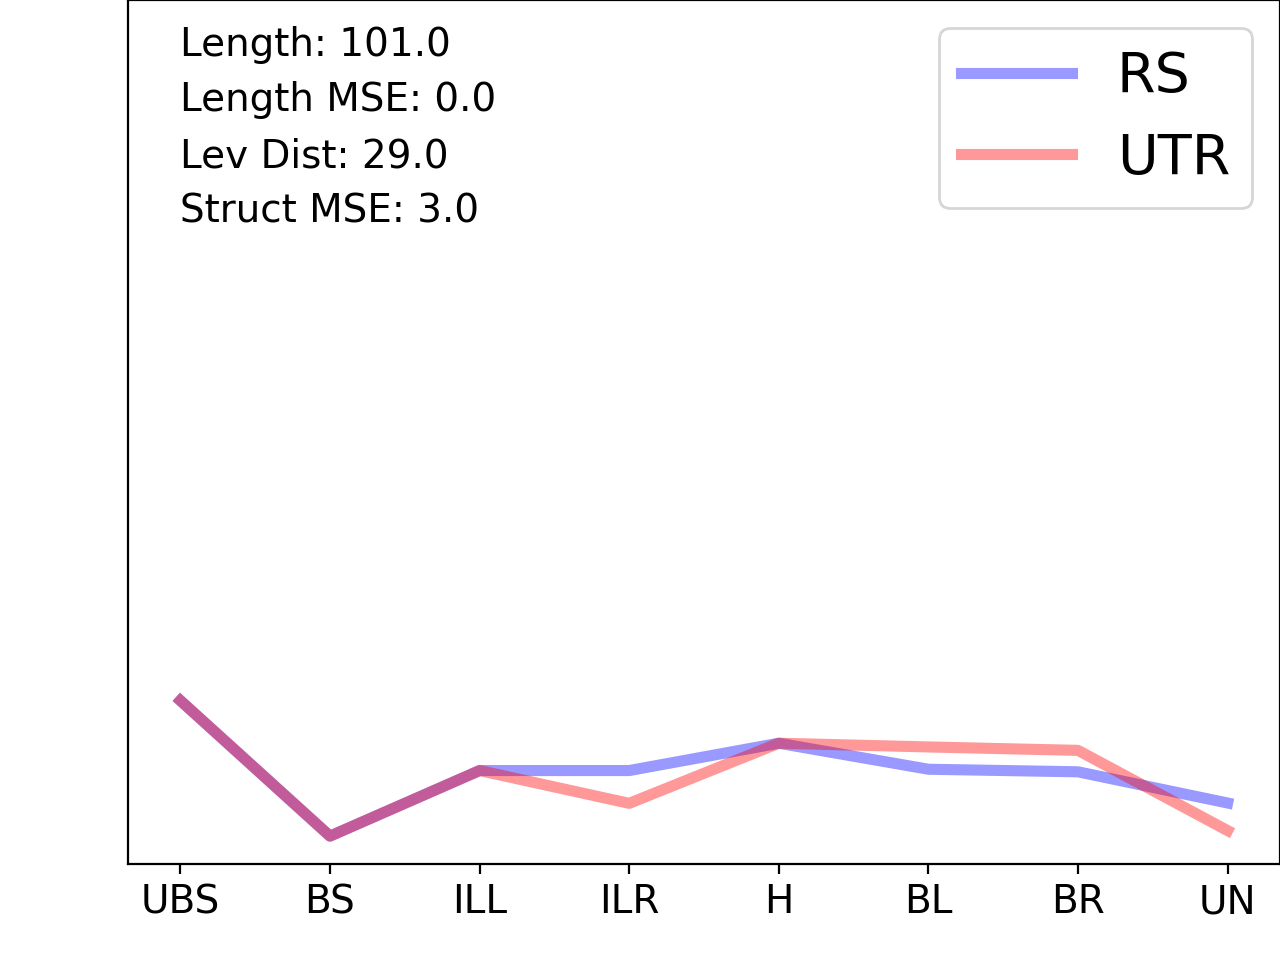 Length: 101.0
Length MSE: 0.0
Lev Dist: 29.0
Struct MSE: 3.0
RS
UTR
UBS BS ILL ILR H BL BR UN